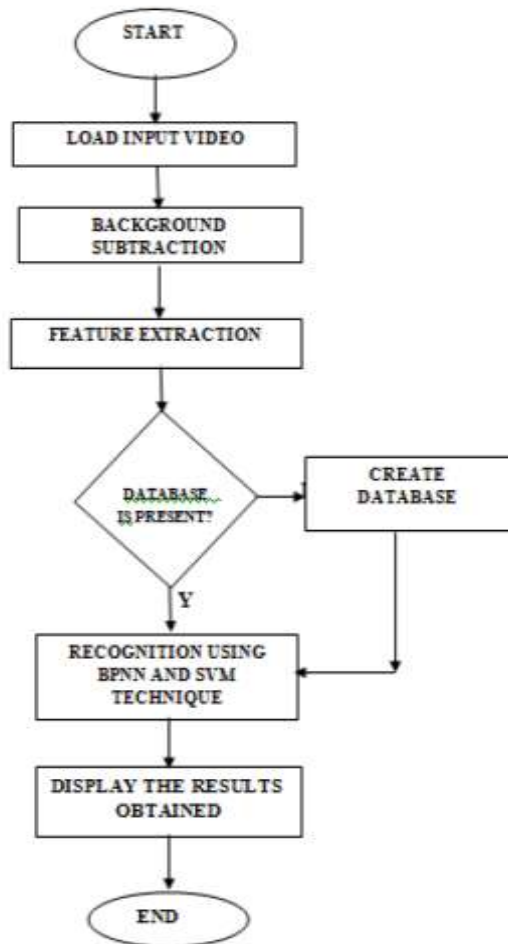 START
LOAD INPUT VIDEO
BACKGROUND
SUBTRACTION
FEATURE EXTRACTION
DATABASE
IS PRESENT?
CREATE
DATABASE
Y
RECOGNITION USING
BPNN AND SVM
TECHNIQUE
DISPLAY THE RESULTS
OBTAINED
END